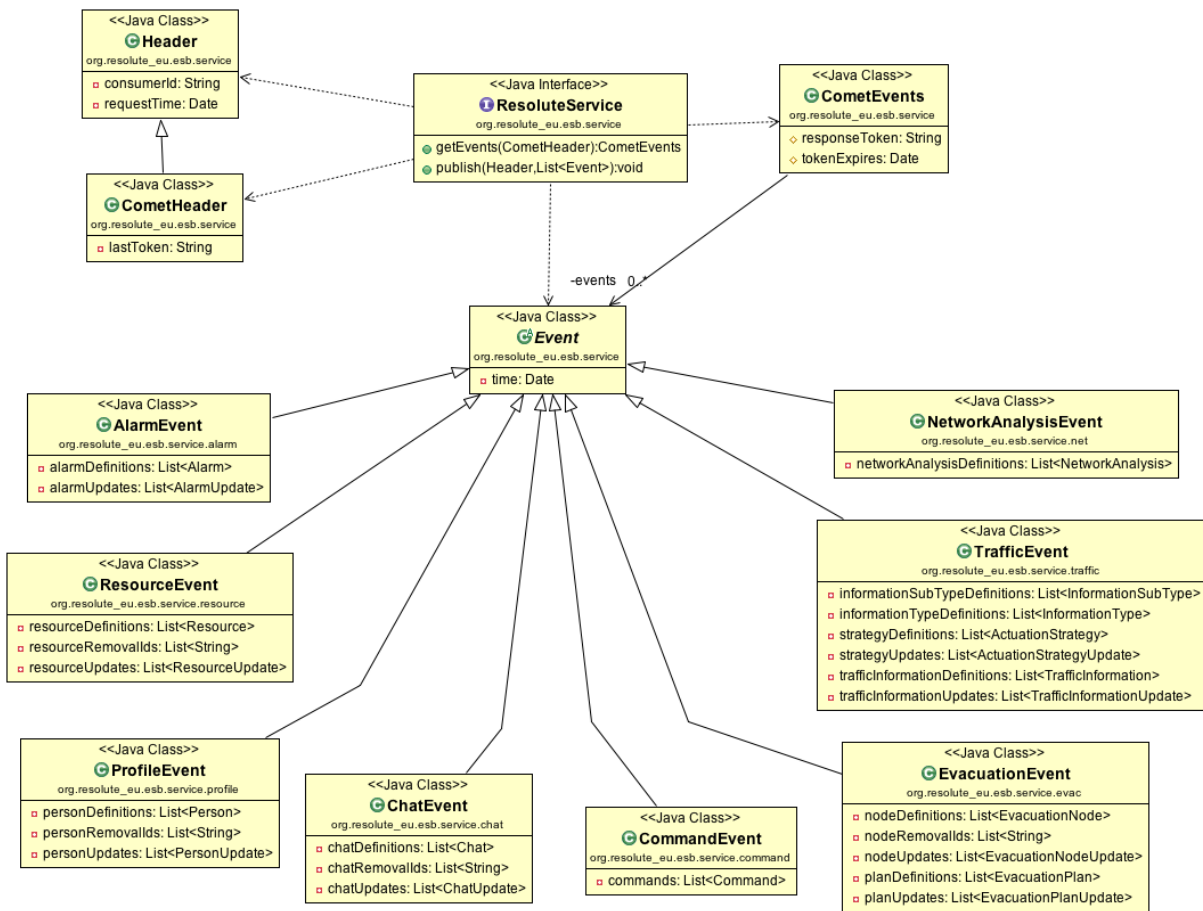 <<Java Class>>
Header
org.resolute_eu.esb.service
consumerId: String
requestTime: Date
<<Java Interface>>
ResoluteService
org.resolute_eu.esb.service
getEvents(CometHeader):CometEvents
publish(Header,List<Event>):void
<<Java Class>>
CometEvents
org.resolute_eu.esb.service
responseToken: String
tokenExpires: Date
<<Java Class>>
CometHeader
org.resolute_eu.esb.service
lastToken: String
-events 0..*
<<Java Class>>
Event
org.resolute_eu.esb.service
time: Date
<<Java Class>>
AlarmEvent
org.resolute_eu.esb.service.alarm
alarmDefinitions: List<Alarm>
alarmUpdates: List<AlarmUpdate>
<<Java Class>>
NetworkAnalysisEvent
org.resolute_eu.esb.service.net
networkAnalysisDefinitions: List<NetworkAnalysis>
<<Java Class>>
ResourceEvent
org.resolute_eu.esb.service.resource
resourceDefinitions: List<Resource>
resourceRemovalIds: List<String>
resourceUpdates: List<ResourceUpdate>
<<Java Class>>
TrafficEvent
org.resolute_eu.esb.service.traffic
informationSubTypeDefinitions: List<InformationSubType>
informationTypeDefinitions: List<InformationType>
strategyDefinitions: List<ActuationStrategy>
strategyUpdates: List<ActuationStrategyUpdate>
trafficInformationDefinitions: List<TrafficInformation>
trafficInformationUpdates: List<TrafficInformationUpdate>
<<Java Class>>
ProfileEvent
org.resolute_eu.esb.service.profile
personDefinitions: List<Person>
personRemovalIds: List<String>
personUpdates: List<PersonUpdate>
<<Java Class>>
ChatEvent
org.resolute_eu.esb.service.chat
chatDefinitions: List<Chat>
chatRemovalIds: List<String>
chatUpdates: List<ChatUpdate>
<<Java Class>>
CommandEvent
org.resolute_eu.esb.service.command
commands: List<Command>
<<Java Class>>
EvacuationEvent
org.resolute_eu.esb.service.evac
nodeDefinitions: List<EvacuationNode>
nodeRemovalIds: List<String>
nodeUpdates: List<EvacuationNodeUpdate>
planDefinitions: List<EvacuationPlan>
planUpdates: List<EvacuationPlanUpdate>